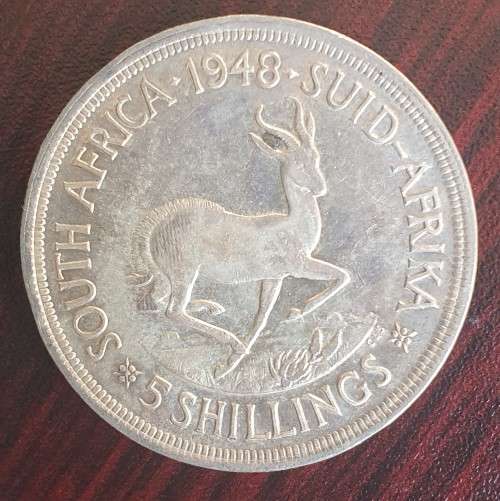 SOUTH AFRICA · 1948 · SUID-AFRIKA
5 SHILLINGS